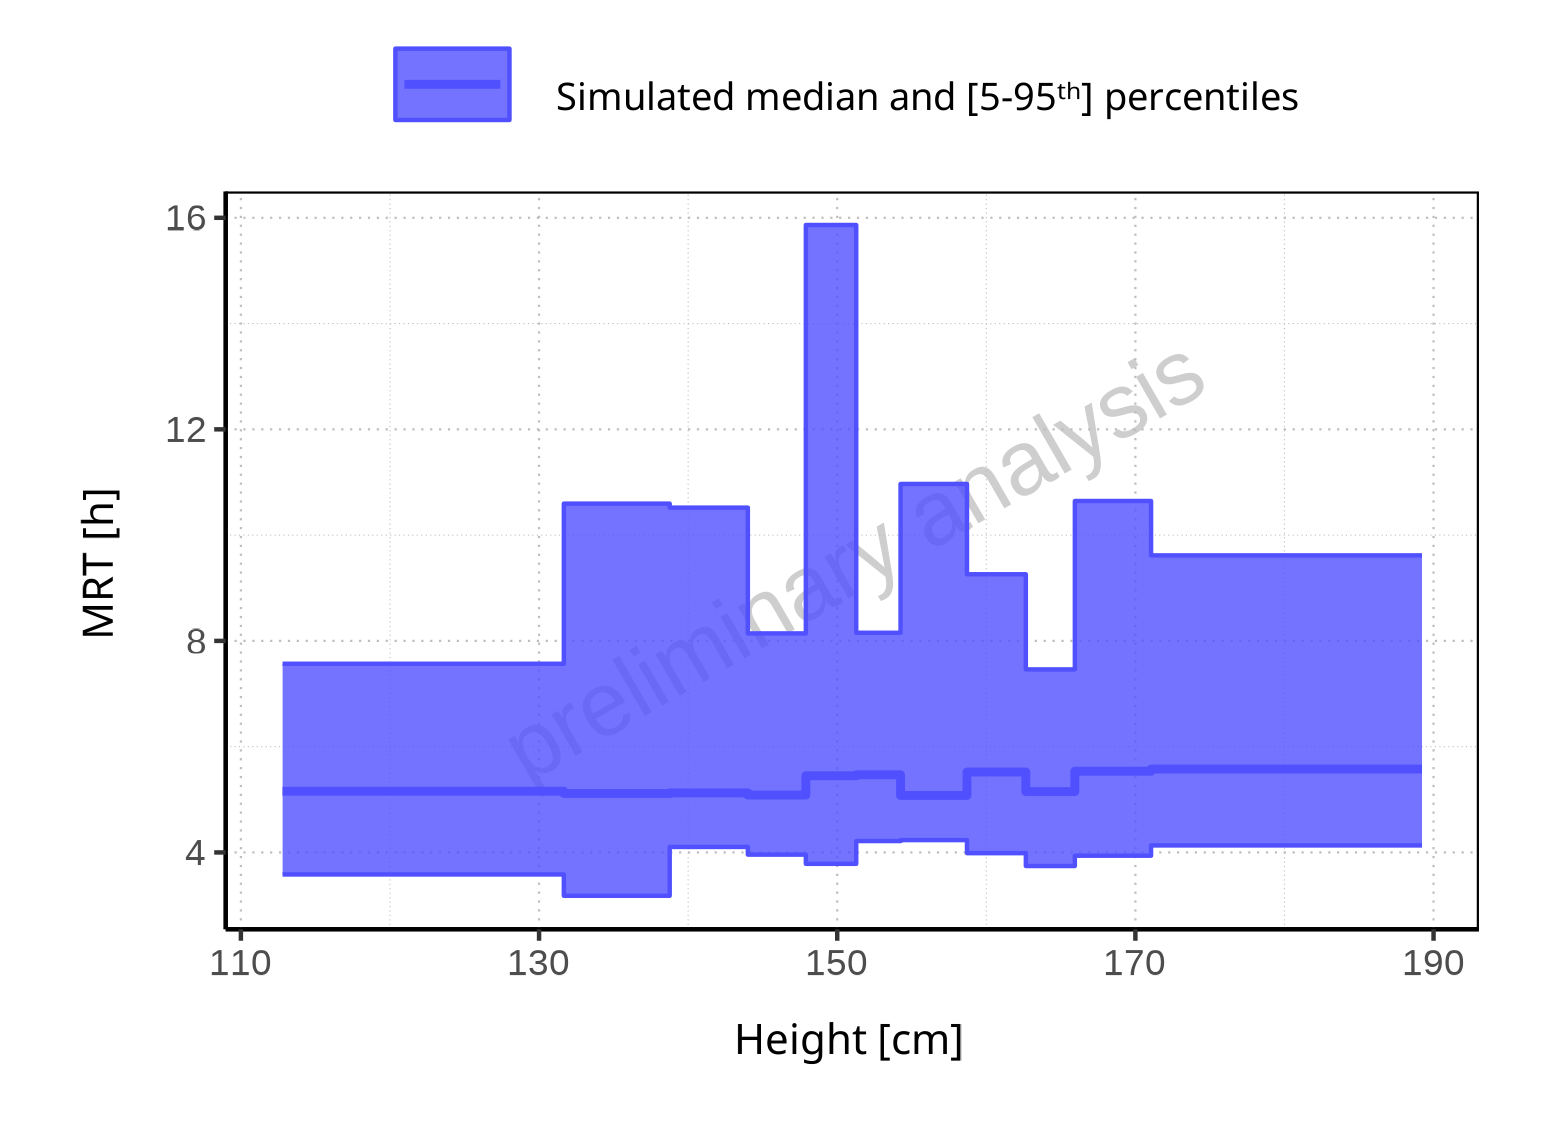 Simulated median and [5-95ᵗʰ] percentiles
16
12
8
4
MRT [h]
preliminary analysis
110 130 150 170 190
Height [cm]